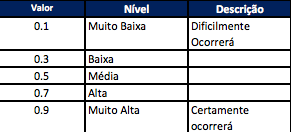 Valor Nível Descrição
0.1 Muito Baixa Dificilmente
Ocorrerá
0.3 Baixa
0.5 Média
0.7 Alta
0.9 Muito Alta Certamente
ocorrerá